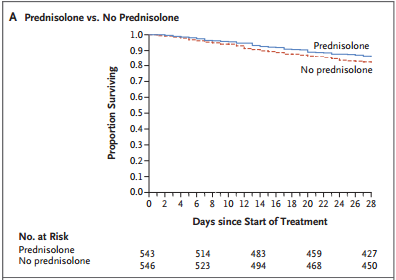 A Prednisolone vs. No Prednisolone
1.0
0.9
0.8
0.7
0.6
0.5
0.4
0.3
0.2
0.1
0.0
Proportion Surviving
Prednisolone
No prednisolone
0 2 4 6 8 10 12 14 16 18 20 22 24 26 28
Days since Start of Treatment
No. at Risk
Prednisolone 543 514 483 459 427
No prednisolone 546 523 494 468 450